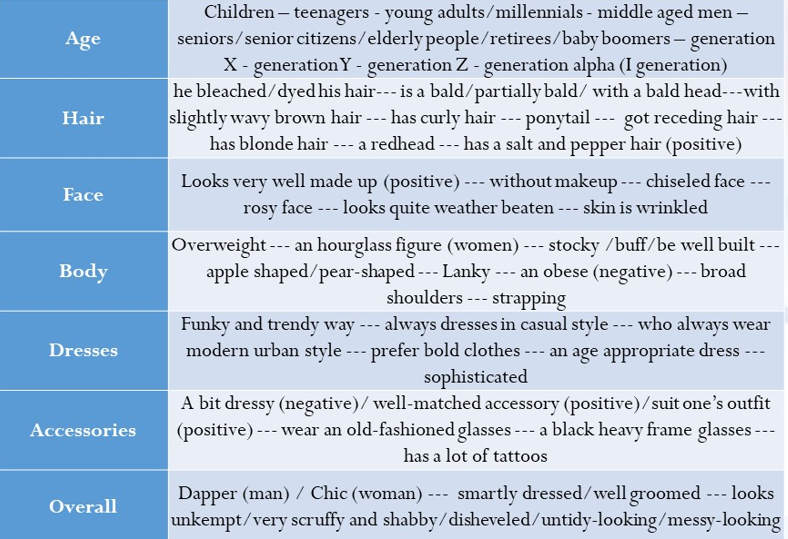 Age
Children – teenagers - young adults/millennials - middle aged men –
seniors/senior citizens/elderly people/retirees/baby boomers – generation
X - generation Y - generation Z - generation alpha (I generation)
Hair
he bleached/dyed his hair--- is a bald/partially bald/ with a bald head---with
slightly wavy brown hair --- has curly hair --- ponytail --- got receding hair ---
has blonde hair --- a redhead --- has a salt and pepper hair (positive)
Face
Looks very well made up (positive) --- without makeup --- chiseled face ---
rosy face --- looks quite weather beaten --- skin is wrinkled
Body
Overweight --- an hourglass figure (women) --- stocky /buff/be well built ---
apple shaped/pear-shaped --- Lanky --- an obese (negative) --- broad
shoulders --- strapping
Dresses
Funky and trendy way --- always dresses in casual style --- who always wear
modern urban style --- prefer bold clothes --- an age appropriate dress ---
sophisticated
Accessories
A bit dressy (negative)/ well-matched accessory (positive)/suit one's outfit
(positive) --- wear an old-fashioned glasses --- a black heavy frame glasses ---
has a lot of tattoos
Overall
Dapper (man) / Chic (woman) --- smartly dressed/well groomed --- looks
unkempt/very scruffy and shabby/disheveled/untidy-looking/messy-looking